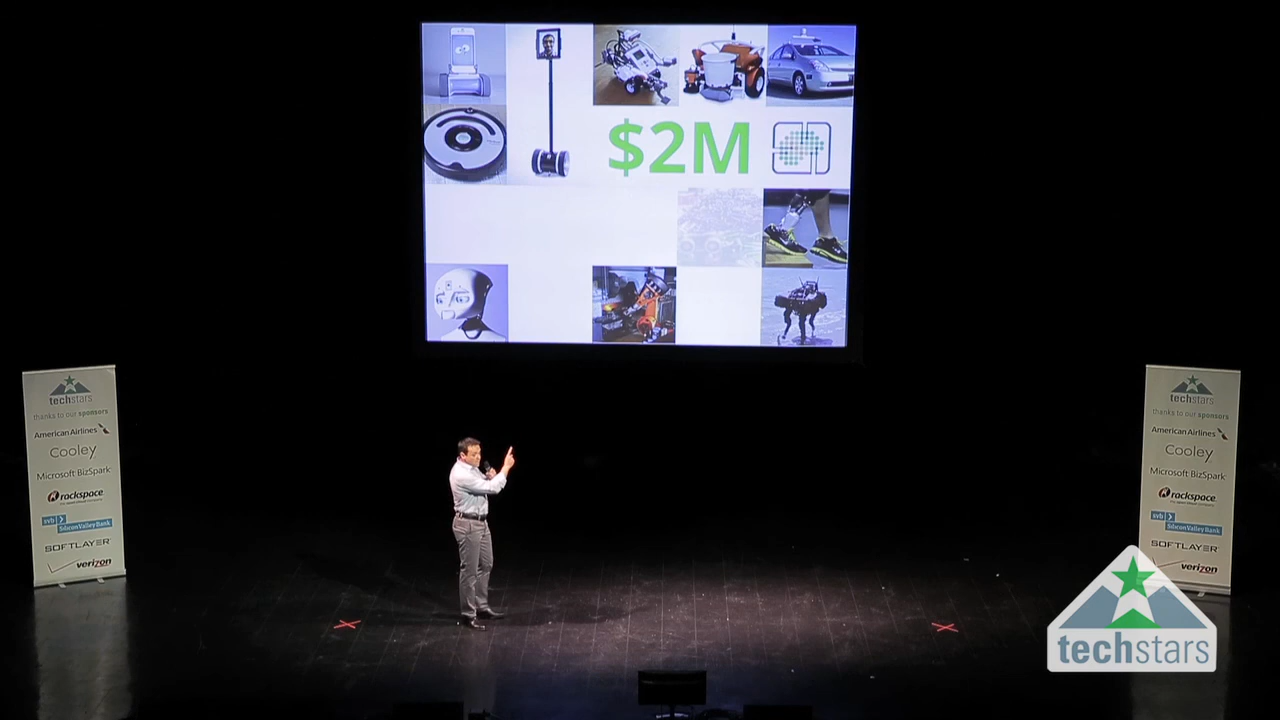 $2M
techstars
thanks to our sponsors
American Airlines
Cooley
Microsoft BizSpark
rackspace
svb
Silicon Valley Bank
SOFTLAYER
verizon
techstars
thanks to our sponsors
American Airlines
Cooley
Microsoft BizSpark
rackspace
svb
Silicon Valley Bank
SOFTLAYER
verizon
techstars